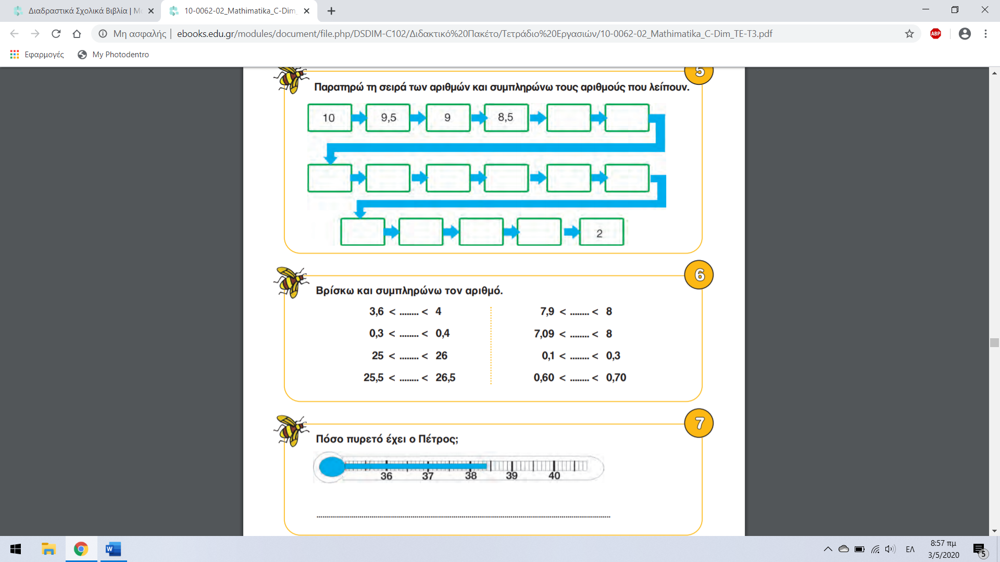 Διαδραστικά Σχολικά Βιβλία | Μα
10-0062-02_Mathimatika_C-Dim_
Μη ασφαλής | ebooks.edu.gr/modules/document/file.php/DSDIM-C102/Διδακτικό%20Πακέτο/Τετράδιο%20Εργασιών/10-0062-02_Mathimatika_C-Dim_TE-T3.pdf
ABP
Εφαρμογές My Photodentro
5
Παρατηρώ τη σειρά των αριθμών και συμπληρώνω τους αριθμούς που λείπουν.
10 9,5 9 8,5
2
6
Βρίσκω και συμπληρώνω τον αριθμό.
3,6 < ........ < 4
0,3 < ........ < 0,4
25 < ........ < 26
25,5 < ........ < 26,5
7,9 < ........ < 8
7,09 < ........ < 8
0,1 < ........ < 0,3
0,60 < ........ < 0,70
7
Πόσο πυρετό έχει ο Πέτρος;
36 37 38 39 40
W
ΕΛ
8:57 πμ
3/5/2020
5